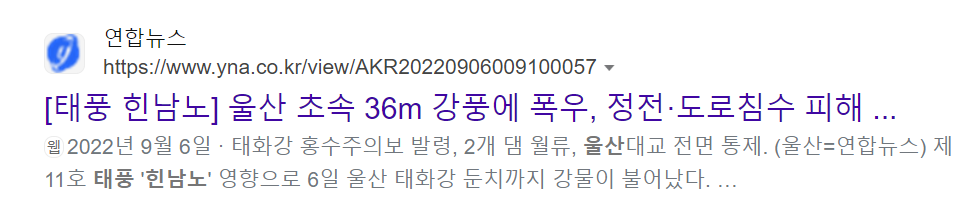 연합뉴스
https://www.yna.co.kr/view/AKR20220906009100057
[태풍 힌남노] 울산 초속 36m 강풍에 폭우, 정전·도로침수 피해 ...
웹 2022년 9월 6일 · 태화강 홍수주의보 발령, 2개 댐 월류, 울산대교 전면 통제. (울산=연합뉴스) 제
11호 태풍 '힌남노' 영향으로 6일 울산 태화강 둔치까지 강물이 불어났다. ...